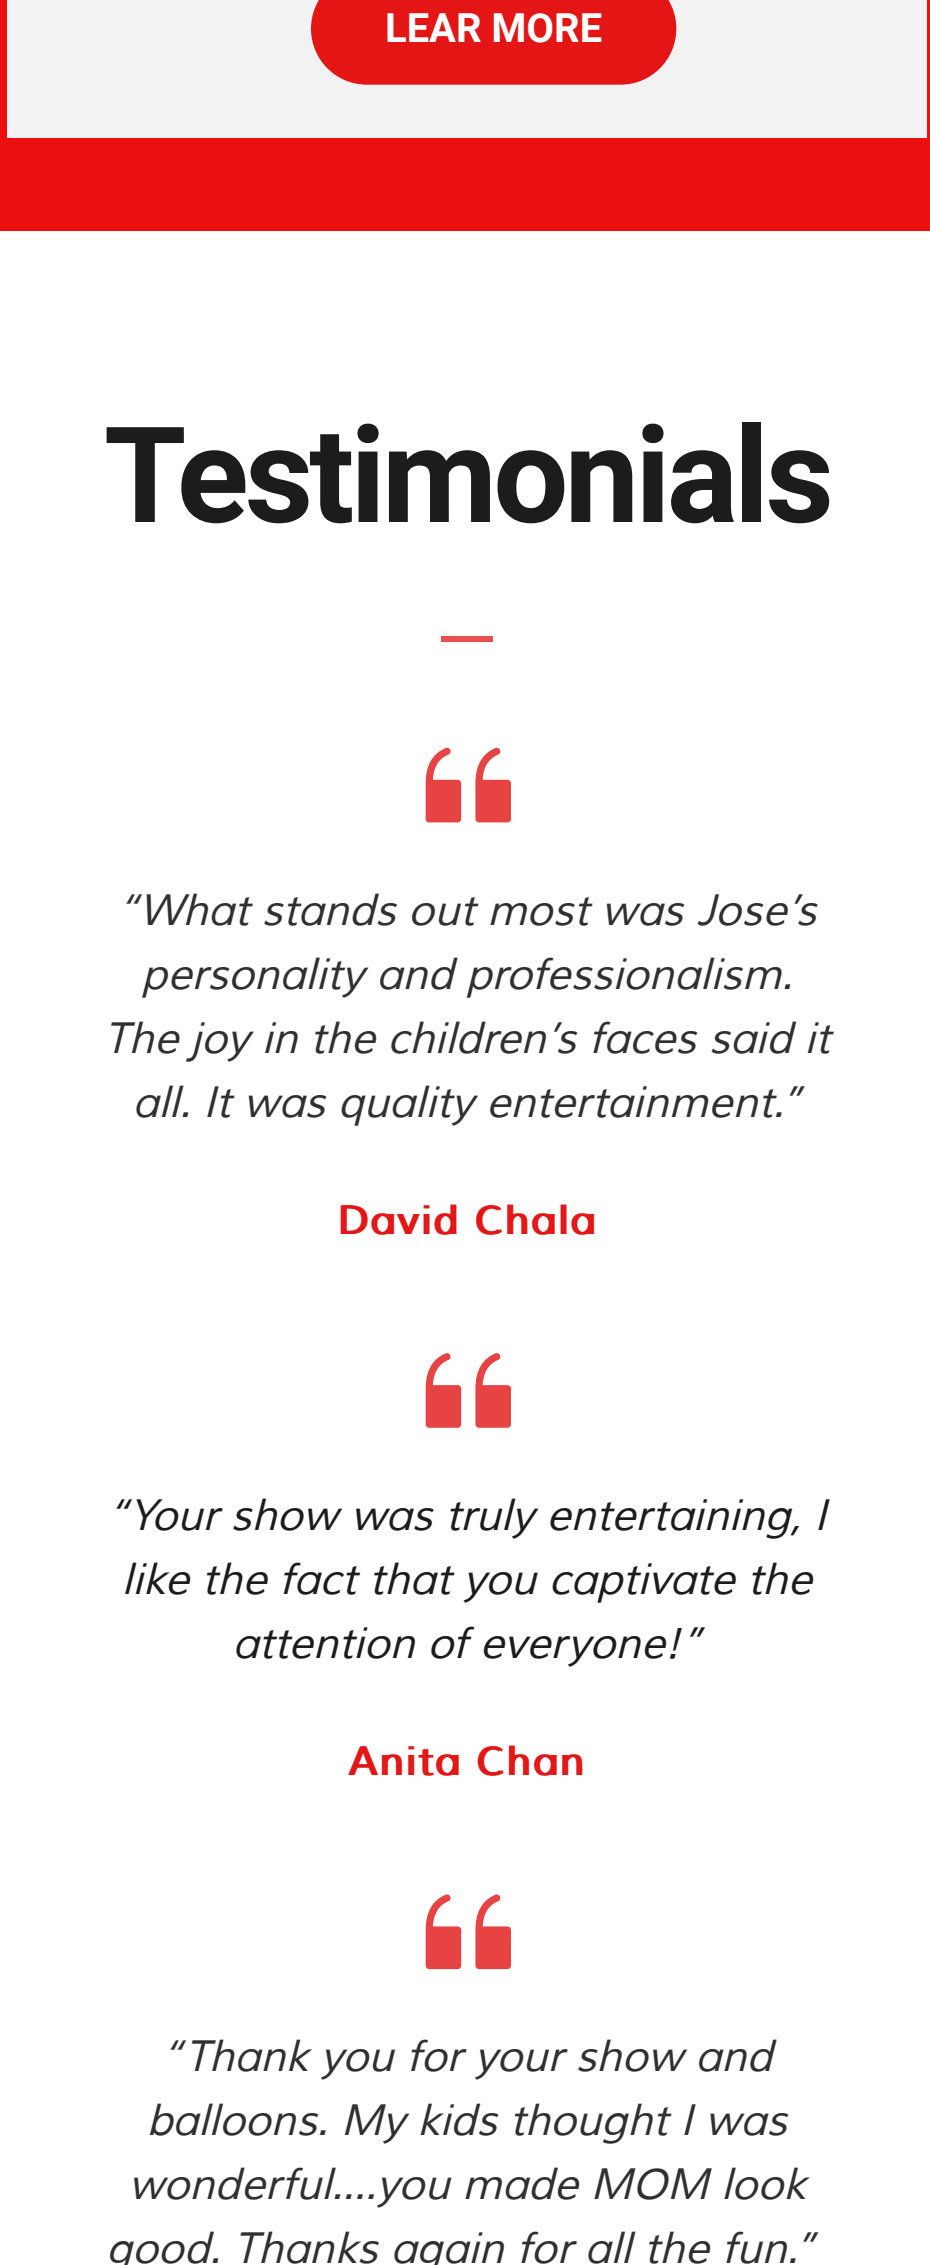 LEAR MORE
Testimonials
“What stands out most was Jose’s
personality and professionalism.
The joy in the children’s faces said it
all. It was quality entertainment.”
David Chala
“Your show was truly entertaining, I
like the fact that you captivate the
attention of everyone!”
Anita Chan
“Thank you for your show and
balloons. My kids thought I was
wonderful....you made MOM look
good. Thanks again for all the fun.”